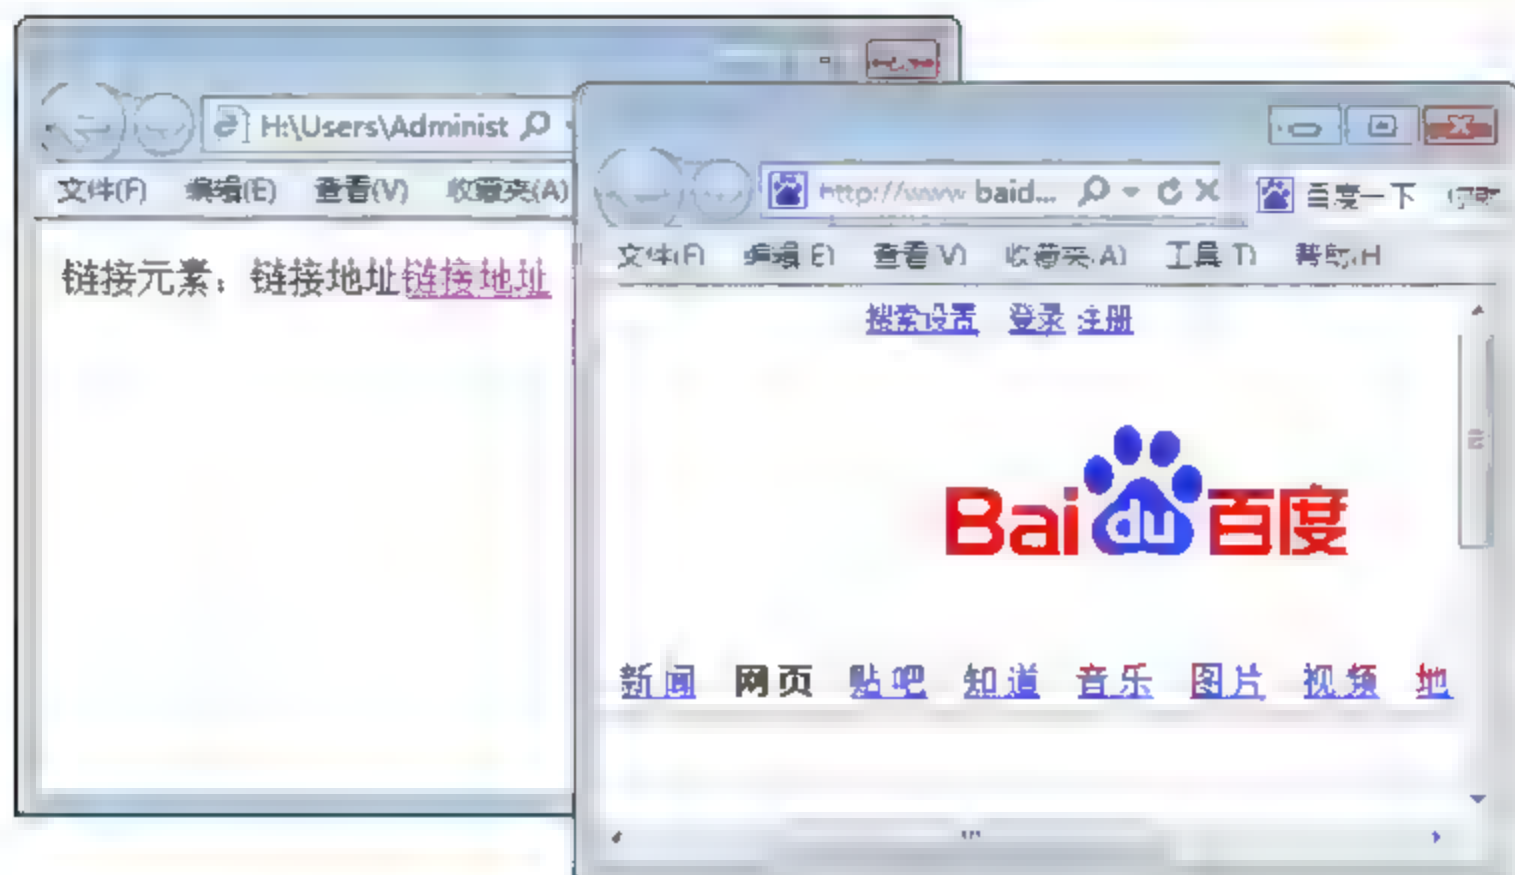 H:\Users\Administ
文件(F) 编辑(E) 查看(V) 收藏夹(A)
链接元素：链接地址链接地址
http://www.baid...
百度一下
文件(F) 编辑(E) 查看(V) 收藏夹(A) 工具(T) 帮助(H
搜索设置 登录 注册
Bai du 百度
新闻 网页 贴吧 知道 音乐 图片 视频 地